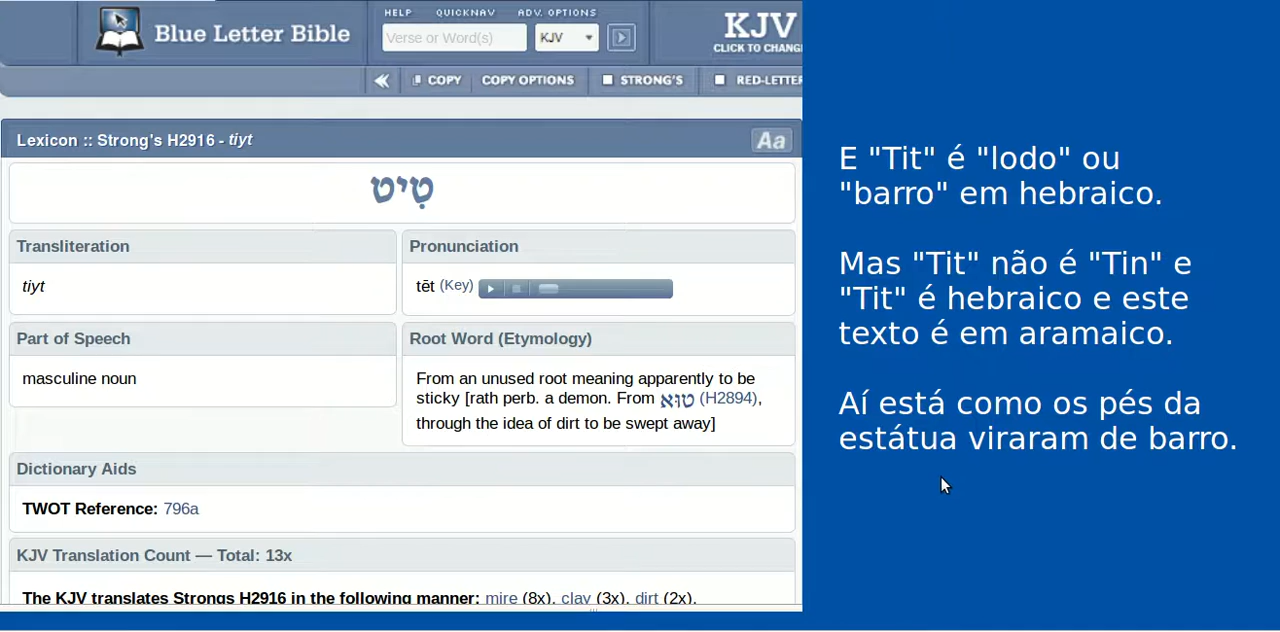 HELP QUICKNAV ADV. OPTIONS
Blue Letter Bible
Verse or Word(s) KJV
KJV
CLICK TO CHANG
COPY COPY OPTIONS STRONG'S RED-LETTER
Lexicon :: Strong's H2916 - tiyt
Aa
טִיט
Transliteration
tiyt
Pronunciation
tēt (Key)
Part of Speech
masculine noun
Root Word (Etymology)
From an unused root meaning apparently to be
sticky [rath perb. a demon. From טוּא (H2894),
through the idea of dirt to be swept away]
Dictionary Aids
TWOT Reference: 796a
KJV Translation Count — Total: 13x
The KJV translates Strongs H2916 in the following manner: mire (8x), clay (3x), dirt (2x).
E "Tit" é "lodo" ou
"barro" em hebraico.
Mas "Tit" não é "Tin" e
"Tit" é hebraico e este
texto é em aramaico.
Aí está como os pés da
estátua viraram de barro.